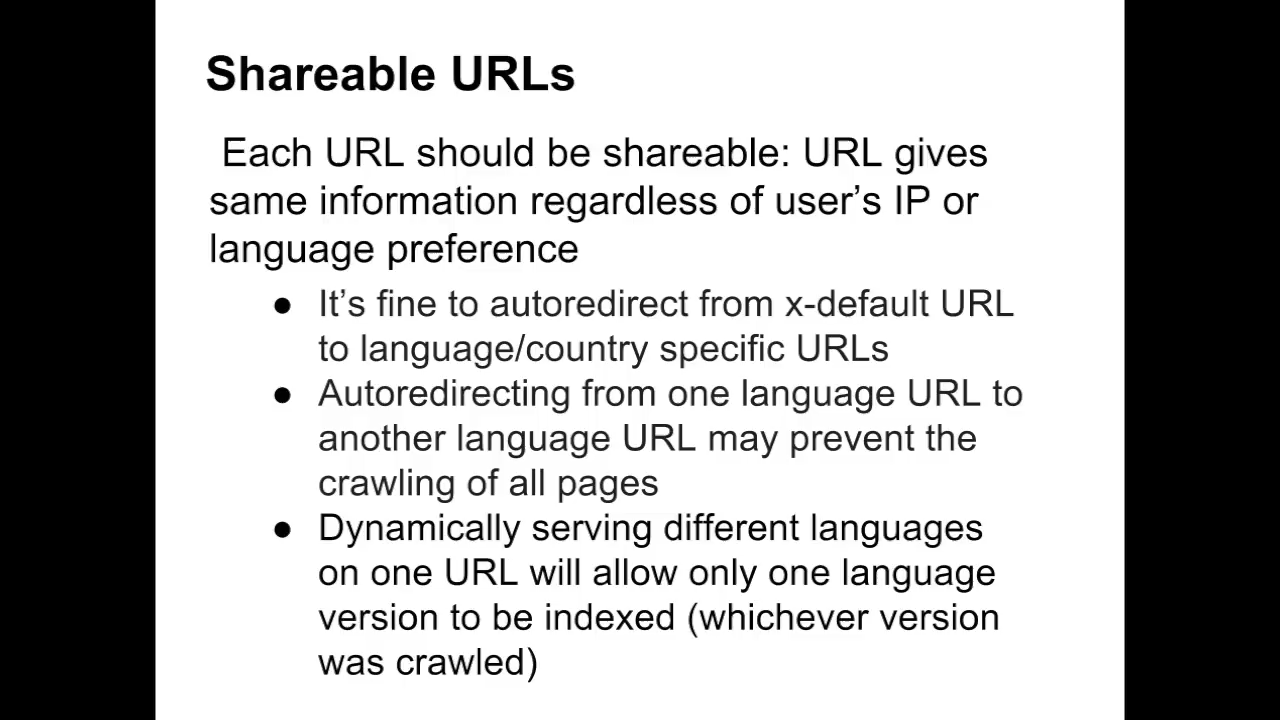 Shareable URLs
Each URL should be shareable: URL gives
same information regardless of user’s IP or
language preference
● It’s fine to autoredirect from x-default URL
to language/country specific URLs
● Autoredirecting from one language URL to
another language URL may prevent the
crawling of all pages
● Dynamically serving different languages
on one URL will allow only one language
version to be indexed (whichever version
was crawled)